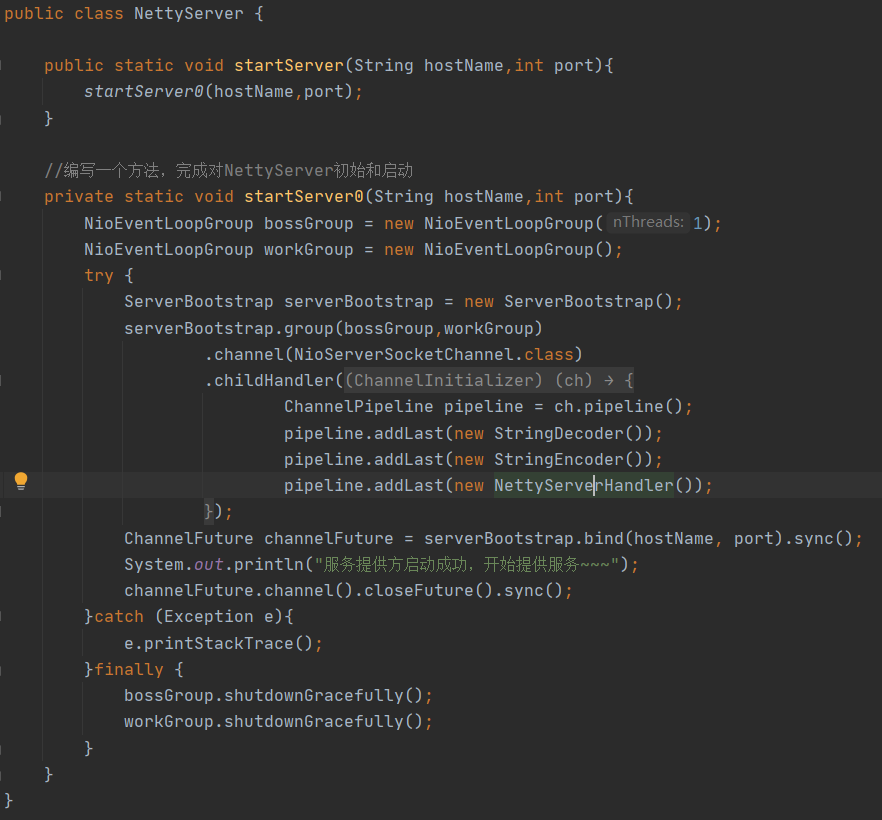 public class NettyServer {
public static void startServer(String hostName,int port){
startServer0(hostName,port);
}
//编写一个方法，完成对NettyServer初始和启动
private static void startServer0(String hostName,int port){
NioEventLoopGroup bossGroup = new NioEventLoopGroup( nThreads: 1);
NioEventLoopGroup workGroup = new NioEventLoopGroup();
try {
ServerBootstrap serverBootstrap = new ServerBootstrap();
serverBootstrap.group(bossGroup,workGroup)
.channel(NioServerSocketChannel.class)
.childHandler((ChannelInitializer) (ch) → {
ChannelPipeline pipeline = ch.pipeline();
pipeline.addLast(new StringDecoder());
pipeline.addLast(new StringEncoder());
pipeline.addLast(new NettyServerHandler());
});
ChannelFuture channelFuture = serverBootstrap.bind(hostName, port).sync();
System.out.println("服务提供方启动成功，开始提供服务~~~");
channelFuture.channel().closeFuture().sync();
}catch (Exception e){
e.printStackTrace();
}finally {
bossGroup.shutdownGracefully();
workGroup.shutdownGracefully();
}
}
}